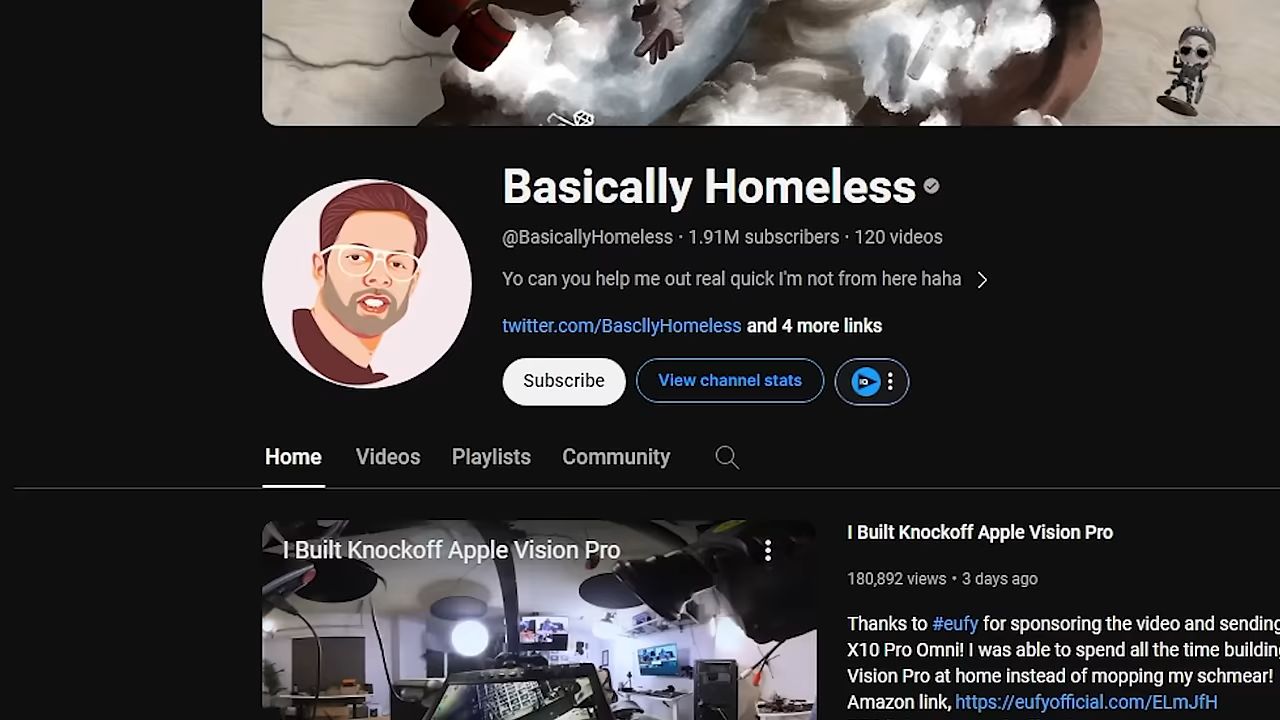 Basically Homeless
@BasicallyHomeless · 1.91M subscribers · 120 videos
Yo can you help me out real quick I'm not from here haha
twitter.com/BascllyHomeless and 4 more links
Subscribe
View channel stats
Home
Videos
Playlists
Community
I Built Knockoff Apple Vision Pro
I Built Knockoff Apple Vision Pro
180,892 views • 3 days ago
Thanks to #eufy for sponsoring the video and sending
X10 Pro Omni! I was able to spend all the time building
Vision Pro at home instead of mopping my schmear!
Amazon link, https://eufyofficial.com/ELmJfH